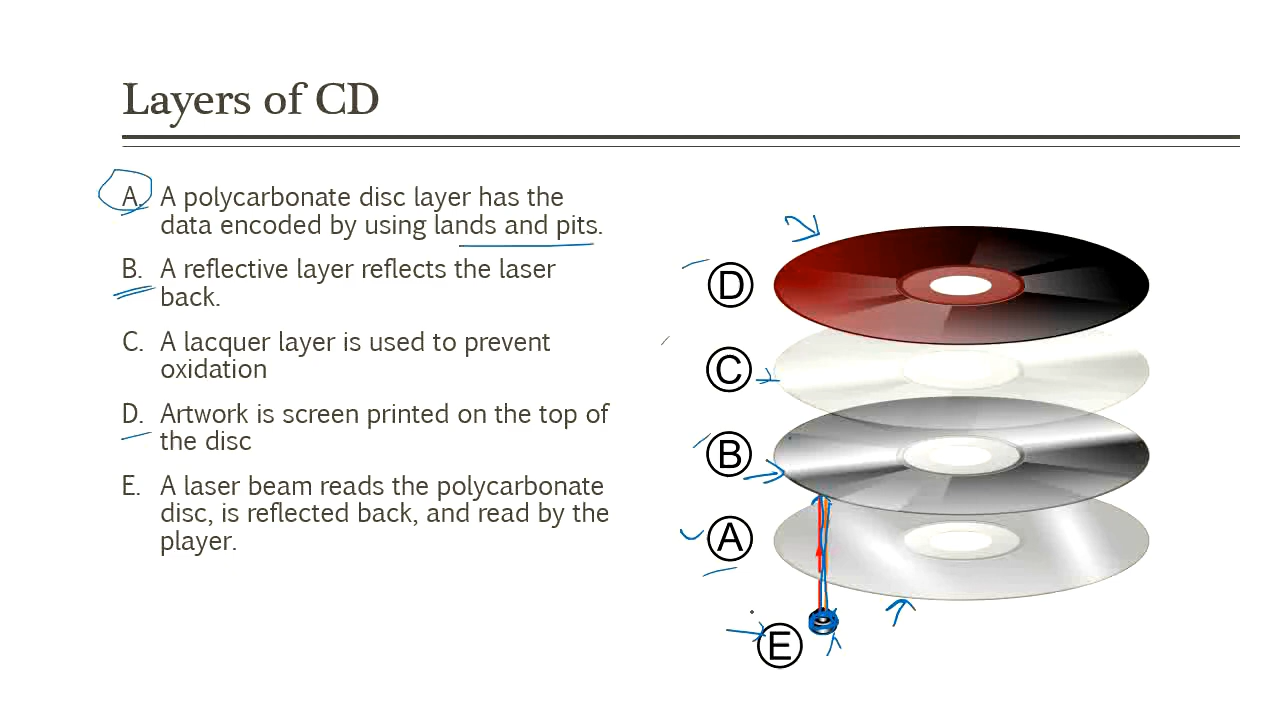 Layers of CD
A. A polycarbonate disc layer has the
data encoded by using lands and pits.
B. A reflective layer reflects the laser
back.
C. A lacquer layer is used to prevent
oxidation
D. Artwork is screen printed on the top of
the disc
E. A laser beam reads the polycarbonate
disc, is reflected back, and read by the
player.
D
C
B
A
E